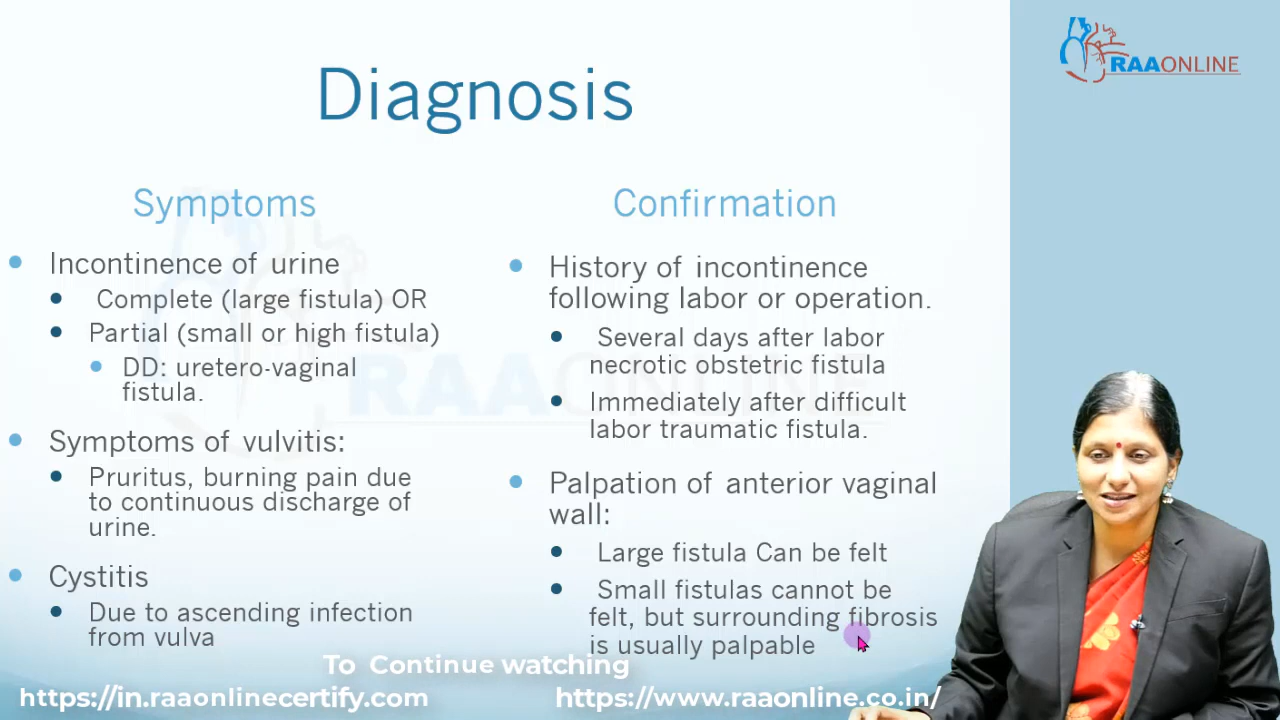 Diagnosis
RAAONLINE
Symptoms
Incontinence of urine
Complete (large fistula) OR
Partial (small or high fistula)
DD: uretero-vaginal
fistula.
Symptoms of vulvitis:
Pruritus, burning pain due
to continuous discharge of
urine.
Cystitis
Due to ascending infection
from vulva
Confirmation
History of incontinence
following labor or operation.
Several days after labor
necrotic obstetric fistula
Immediately after difficult
labor traumatic fistula.
Palpation of anterior vaginal
wall:
Large fistula Can be felt
Small fistulas cannot be
felt, but surrounding fibrosis
is usually palpable
RAAONLINE
To Continue watching
https://in.raaonlinecertify.com
https://www.raaonline.co.in/